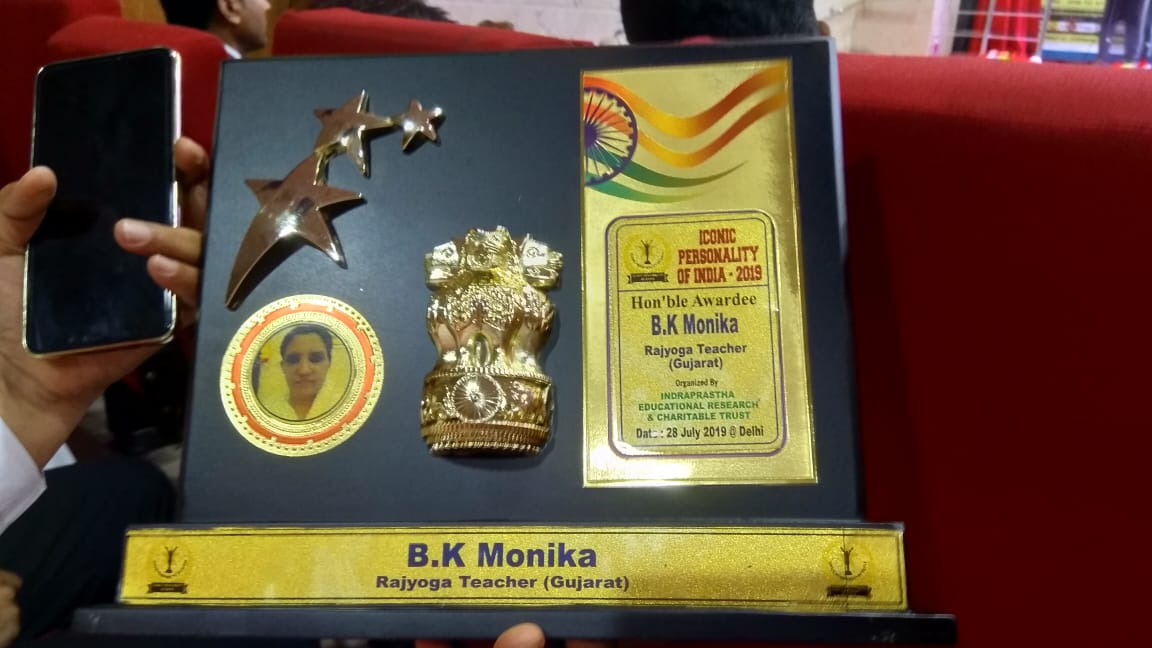 ICONIC
PERSONALITY
OF INDIA - 2019
Hon'ble Awardee
B.K Monika
Rajyoga Teacher
(Gujarat)
Organized By
INDRAPRASTHA
EDUCATIONAL RESEARCH
& CHARITABLE TRUST
Date : 28 July 2019 @ Delhi
B.K Monika
Rajyoga Teacher (Gujarat)